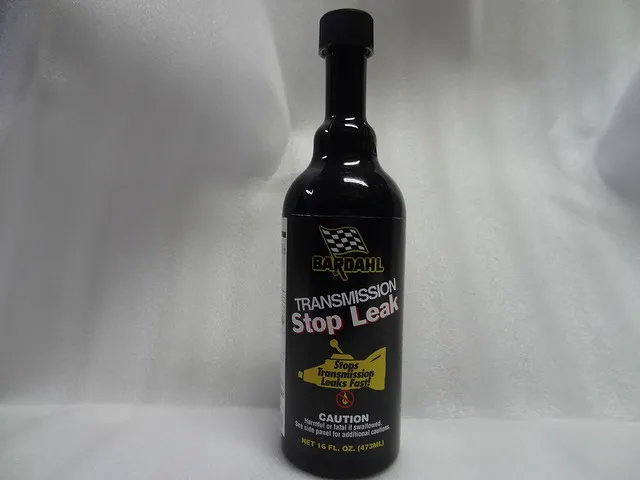 BARDAHL
TRANSMISSION
Stop Leak
Stops
Transmission
Leaks Fast!
CAUTION
Harmful or fatal if swallowed.
See side panel for additional cautions.
NET 16 FL. OZ. (473ML)